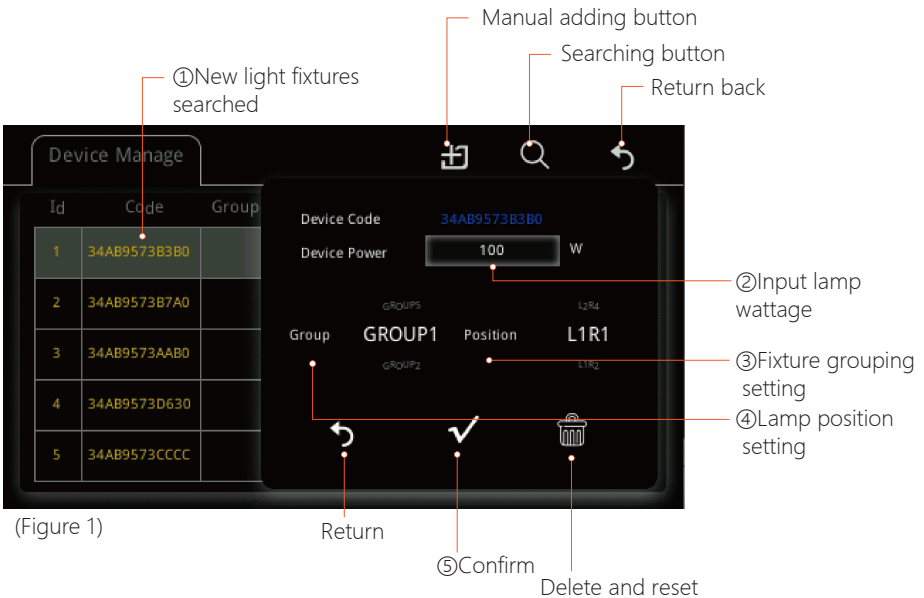 Manual adding button
Searching button
Return back
①New light fixtures
searched
Device Manage
Id Code Group
1 34AB9573B3B0
2 34AB9573B7A0
3 34AB9573AAB0
4 34AB9573D630
5 34AB9573CCCC
Device Code 34AB9573B3B0
Device Power 100 W
GROUP5 L2R4
Group GROUP1 Position L1R1
GROUP2 L1R2
②Input lamp
wattage
③Fixture grouping
setting
④Lamp position
setting
(Figure 1)
Return
⑤Confirm
Delete and reset